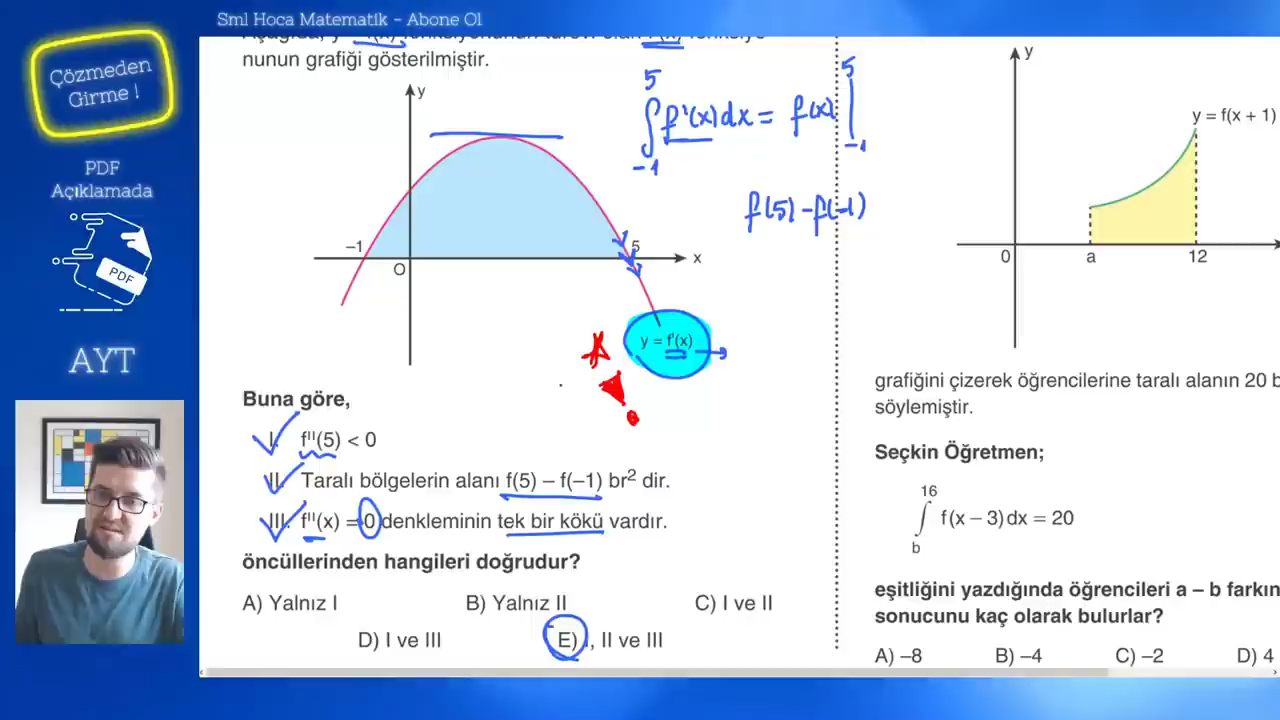 Sml Hoca Matematik - Abone Ol
Çözmeden
Girme !
PDF
Açıklamada
PDF
AYT
nunun grafiği gösterilmiştir.
y
-1
O
5
x
y = f'(x)
5
∫ f'(x)dx = f(x) |
-1
5
-1
f(5) - f(-1)
Buna göre,
I. f''(5) < 0
II. Taralı bölgelerin alanı f(5) – f(–1) br² dir.
III. f''(x) = 0 denkleminin tek bir kökü vardır.
öncüllerinden hangileri doğrudur?
A) Yalnız I B) Yalnız II C) I ve II
D) I ve III E) I, II ve III
y
y = f(x + 1)
0 a 12
grafiğini çizerek öğrencilerine taralı alanın 20 b
söylemiştir.
Seçkin Öğretmen;
16
∫ f(x – 3) dx = 20
b
eşitliğini yazdığında öğrencileri a – b farkın
sonucunu kaç olarak bulurlar?
A) –8 B) –4 C) –2 D) 4